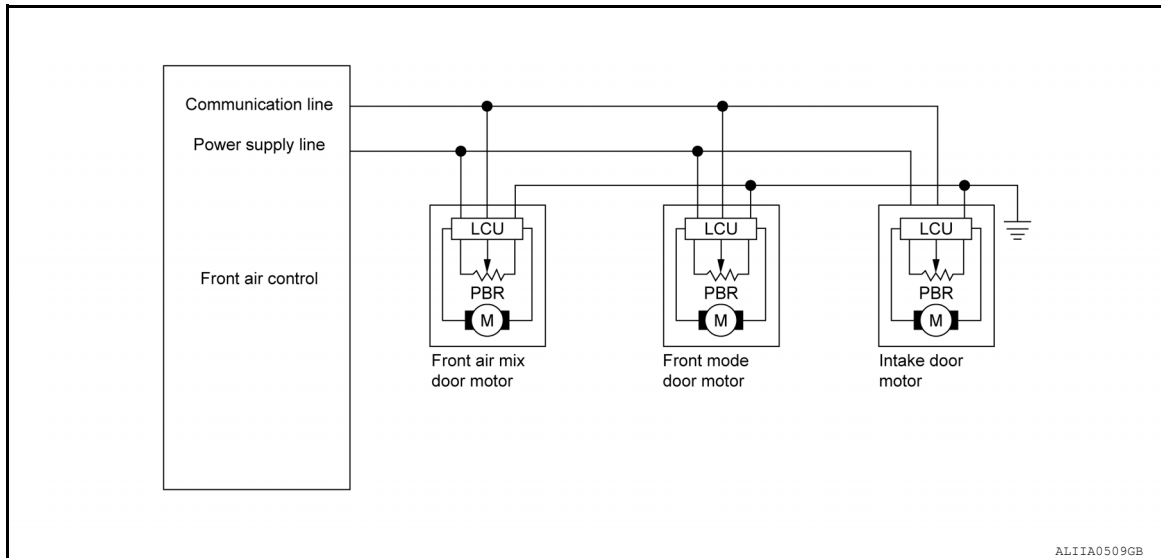 Communication line
Power supply line
Front air control
LCU
PBR
M
Front air mix
door motor
LCU
PBR
M
Front mode
door motor
LCU
PBR
M
Intake door
motor
ALIIA0509GB